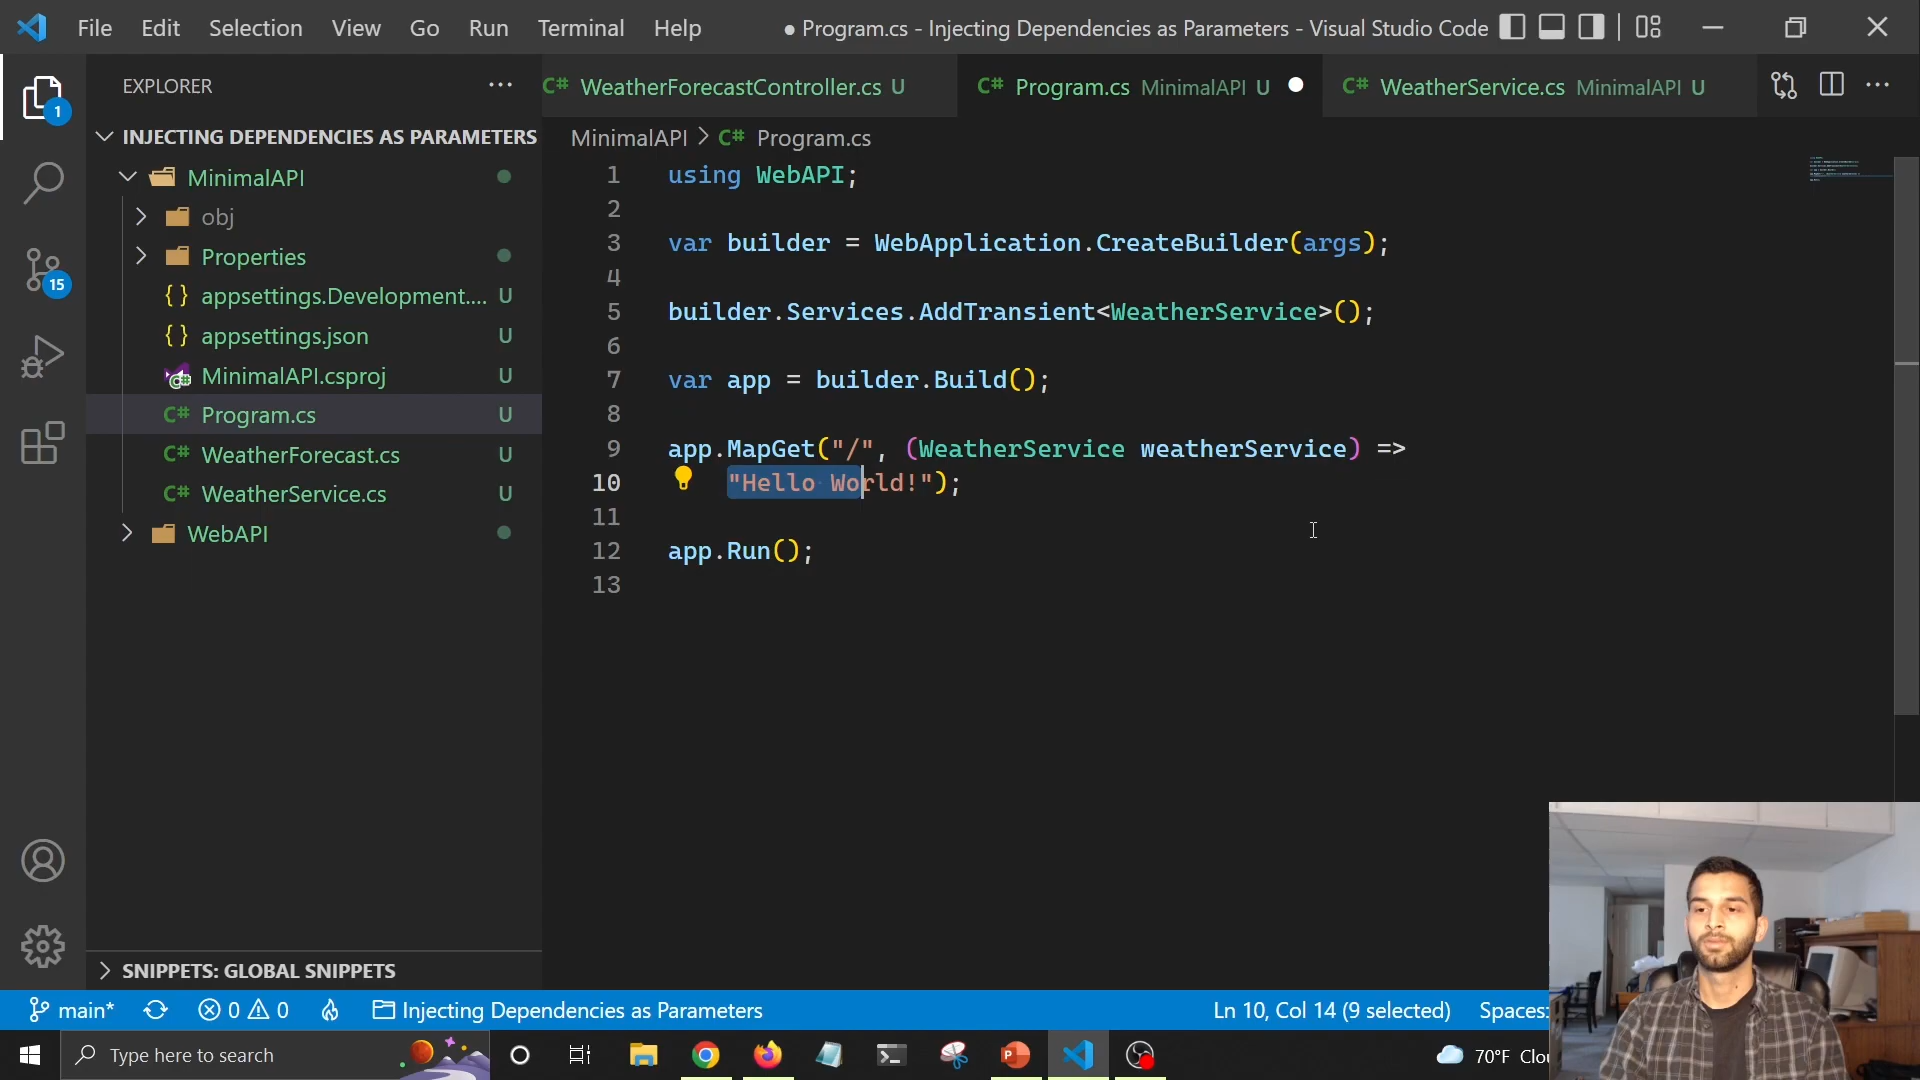 File Edit Selection View Go Run Terminal Help
● Program.cs - Injecting Dependencies as Parameters - Visual Studio Code
EXPLORER
1
INJECTING DEPENDENCIES AS PARAMETERS
MinimalAPI
obj
Properties
{} appsettings.Development.... U
{} appsettings.json U
MinimalAPI.csproj U
C# Program.cs U
C# WeatherForecast.cs U
C# WeatherService.cs U
WebAPI
15
SNIPPETS: GLOBAL SNIPPETS
C# WeatherForecastController.cs U
C# Program.cs MinimalAPI U
C# WeatherService.cs MinimalAPI U
MinimalAPI > C# Program.cs
1 using WebAPI;
2
3 var builder = WebApplication.CreateBuilder(args);
4
5 builder.Services.AddTransient<WeatherService>();
6
7 var app = builder.Build();
8
9 app.MapGet("/", (WeatherService weatherService) =>
10 "Hello World!");
11
12 app.Run();
13
main* 0 0 Injecting Dependencies as Parameters
Ln 10, Col 14 (9 selected) Spaces:
Type here to search
70°F Clou